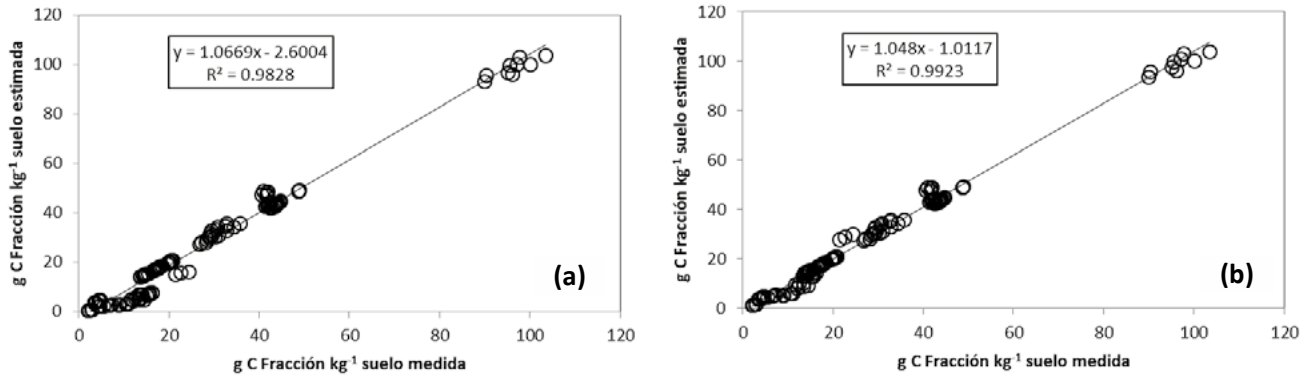 120
100
80
60
40
20
0
g C Fracción kg⁻¹ suelo estimada
y = 1.0669x - 2.6004
R² = 0.9828
(a)
0 20 40 60 80 100 120
g C Fracción kg⁻¹ suelo medida
120
100
80
60
40
20
0
g C Fracción kg⁻¹ suelo estimada
y = 1.048x - 1.0117
R² = 0.9923
(b)
0 20 40 60 80 100 120
g C Fracción kg⁻¹ suelo medida